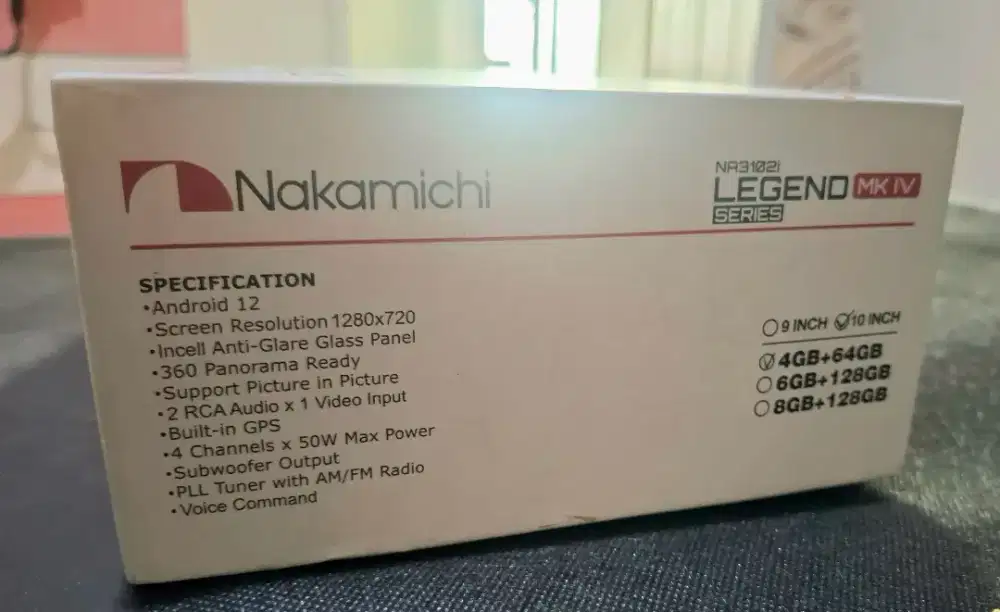 Nakamichi
NA3102i
LEGEND MK IV
SERIES
SPECIFICATION
•Android 12
•Screen Resolution 1280x720
•Incell Anti-Glare Glass Panel
•360 Panorama Ready
•Support Picture in Picture
•2 RCA Audio x 1 Video Input
•Built-in GPS
•4 Channels x 50W Max Power
•Subwoofer Output
•PLL Tuner with AM/FM Radio
•Voice Command
9 INCH 10 INCH
4GB+64GB
6GB+128GB
8GB+128GB